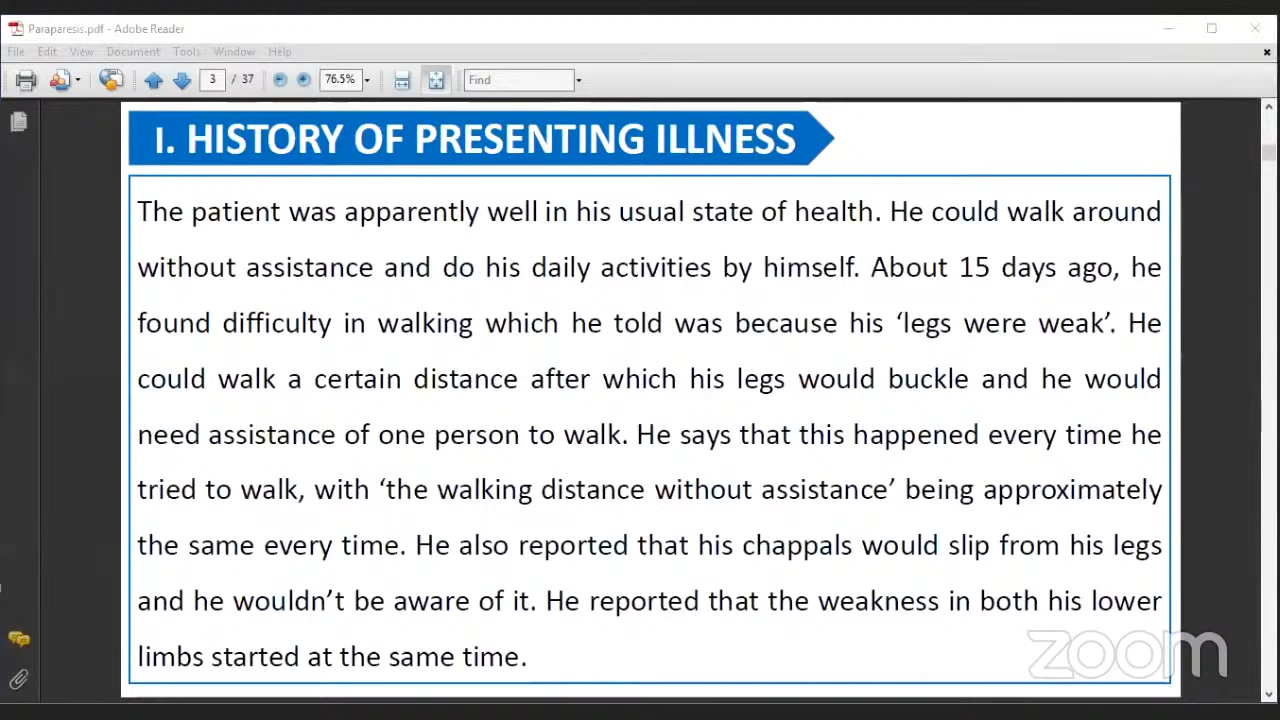 Paraparesis.pdf - Adobe Reader
File Edit View Document Tools Window Help
3 / 37 76.5% Find
I. HISTORY OF PRESENTING ILLNESS
The patient was apparently well in his usual state of health. He could walk around
without assistance and do his daily activities by himself. About 15 days ago, he
found difficulty in walking which he told was because his ‘legs were weak’. He
could walk a certain distance after which his legs would buckle and he would
need assistance of one person to walk. He says that this happened every time he
tried to walk, with ‘the walking distance without assistance’ being approximately
the same every time. He also reported that his chappals would slip from his legs
and he wouldn’t be aware of it. He reported that the weakness in both his lower
limbs started at the same time.
zoom